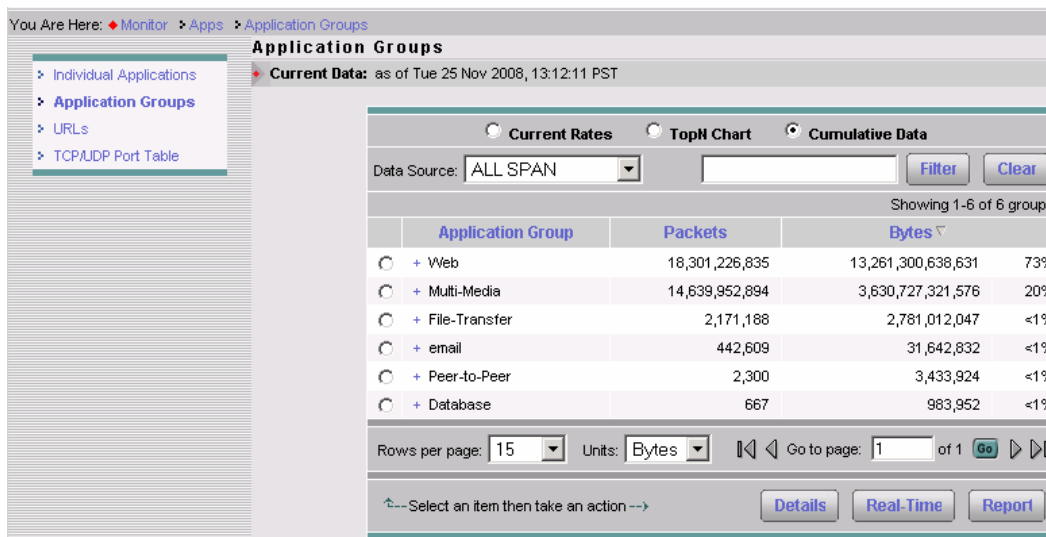 You Are Here: Monitor Apps Application Groups
Application Groups
Individual Applications
Application Groups
URLs
TCP/UDP Port Table
Current Data: as of Tue 25 Nov 2008, 13:12:11 PST
Current Rates TopN Chart Cumulative Data
Data Source: ALL SPAN Filter Clear
Showing 1-6 of 6 group
Application Group Packets Bytes
+ Web 18,301,226,835 13,261,300,638,631 73%
+ Multi-Media 14,639,952,894 3,630,727,321,576 20%
+ File-Transfer 2,171,188 2,781,012,047 <1%
+ email 442,609 31,642,832 <1%
+ Peer-to-Peer 2,300 3,433,924 <1%
+ Database 667 983,952 <1%
Rows per page: 15 Units: Bytes Go to page: 1 of 1 Go
--Select an item then take an action --> Details Real-Time Report